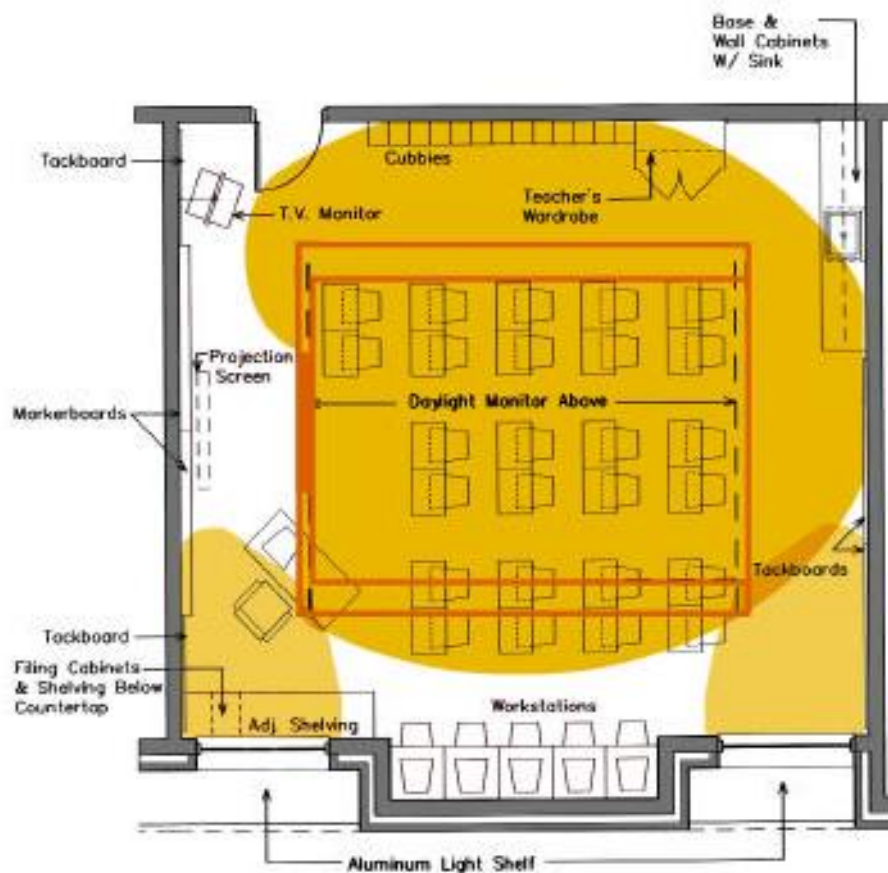 Base &
Wall Cabinets
W/ Sink
Tackboard
Cubbies
T.V. Monitor
Teacher's
Wardrobe
Projection
Screen
Daylight Monitor Above
Markerboards
Tackboards
Tackboard
Filing Cabinets
& Shelving Below
Countertop
Adj. Shelving
Workstations
Aluminum Light Shelf